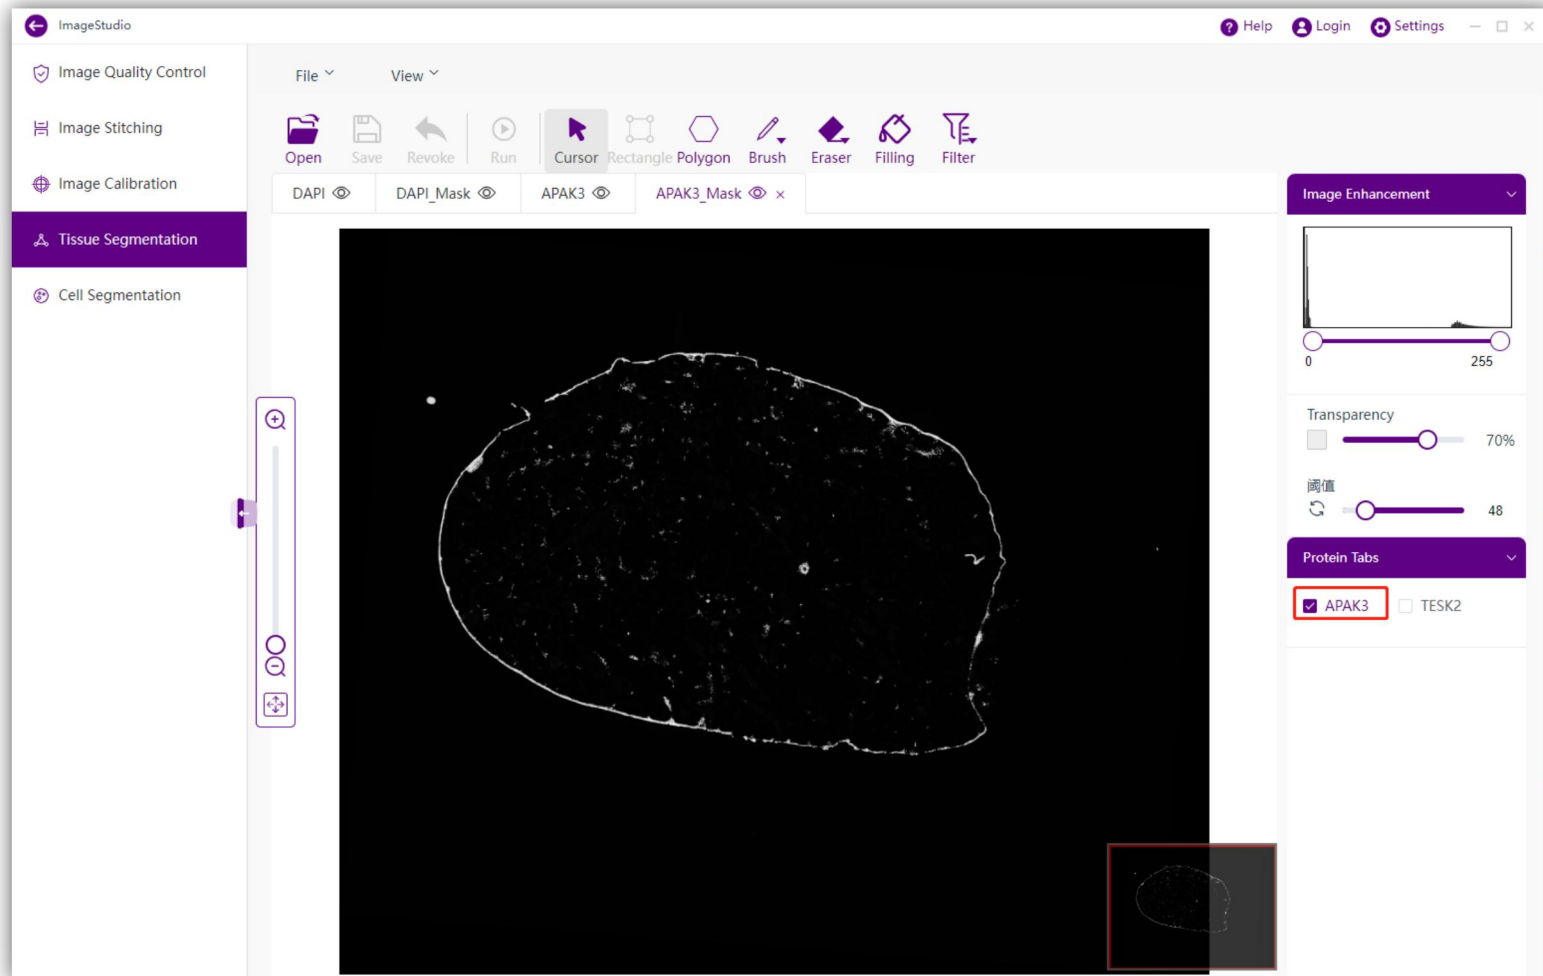 ImageStudio
Help Login Settings
Image Quality Control
Image Stitching
Image Calibration
Tissue Segmentation
Cell Segmentation
File View
Open Save Revoke Run Cursor Rectangle Polygon Brush Eraser Filling Filter
DAPI DAPI_Mask APAK3 APAK3_Mask
Image Enhancement
0 255
Transparency
70%
阈值
48
Protein Tabs
APAK3 TESK2